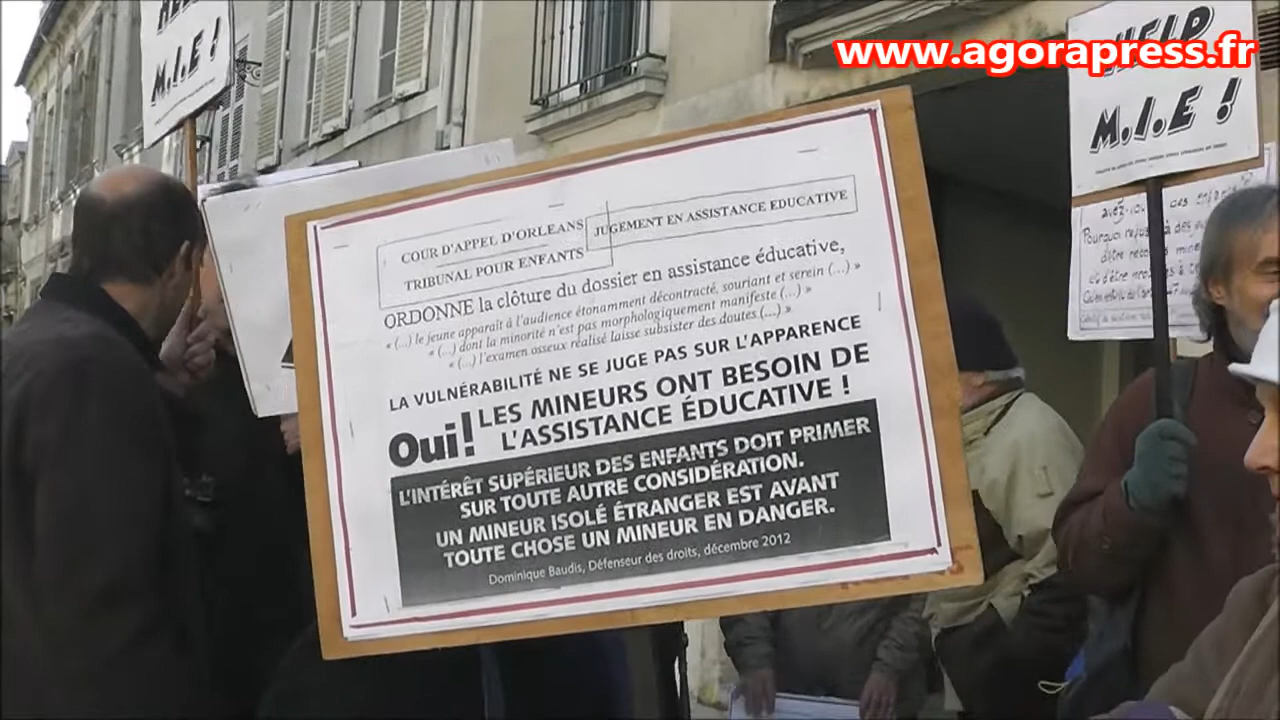 www.agorapress.fr
M.I.E !
HELP
M.I.E !
COUR D'APPEL D'ORLEANS
TRIBUNAL POUR ENFANTS
JUGEMENT EN ASSISTANCE EDUCATIVE
ORDONNE la clôture du dossier en assistance éducative,
« (...) le jeune apparaît à l'audience étonamment décontracté, souriant et serein (...) »
« (...) dont la minorité n'est pas morphologiquement manifeste (...) »
« (...) l'examen osseux réalisé laisse subsister des doutes (...) »
LA VULNÉRABILITÉ NE SE JUGE PAS SUR L'APPARENCE
Oui! LES MINEURS ONT BESOIN DE
L'ASSISTANCE ÉDUCATIVE !
L'INTÉRÊT SUPÉRIEUR DES ENFANTS DOIT PRIMER
SUR TOUTE AUTRE CONSIDÉRATION.
UN MINEUR ISOLÉ ÉTRANGER EST AVANT
TOUTE CHOSE UN MINEUR EN DANGER.
Dominique Baudis, Défenseur des droits, décembre 2012
Pourquoi